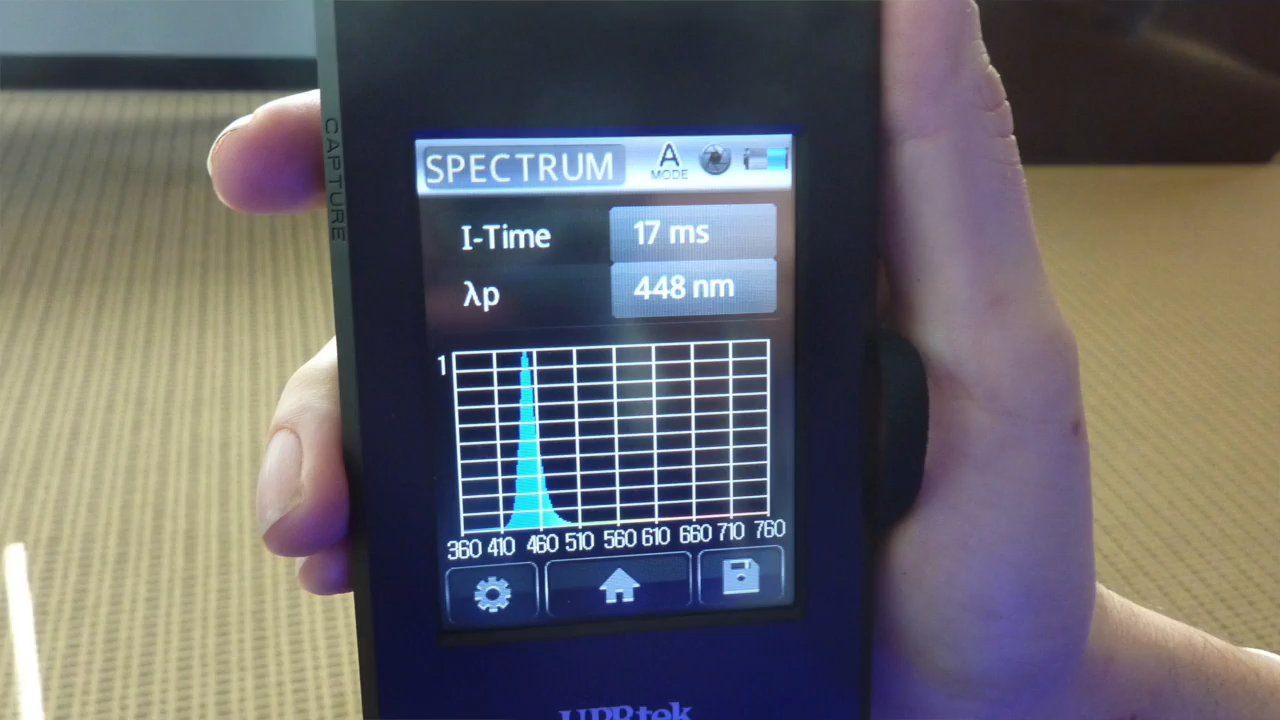 CAPTURE
SPECTRUM
A
MODE
I-Time 17 ms
λp 448 nm
1
360 410 460 510 560 610 660 710 760
UPRtek